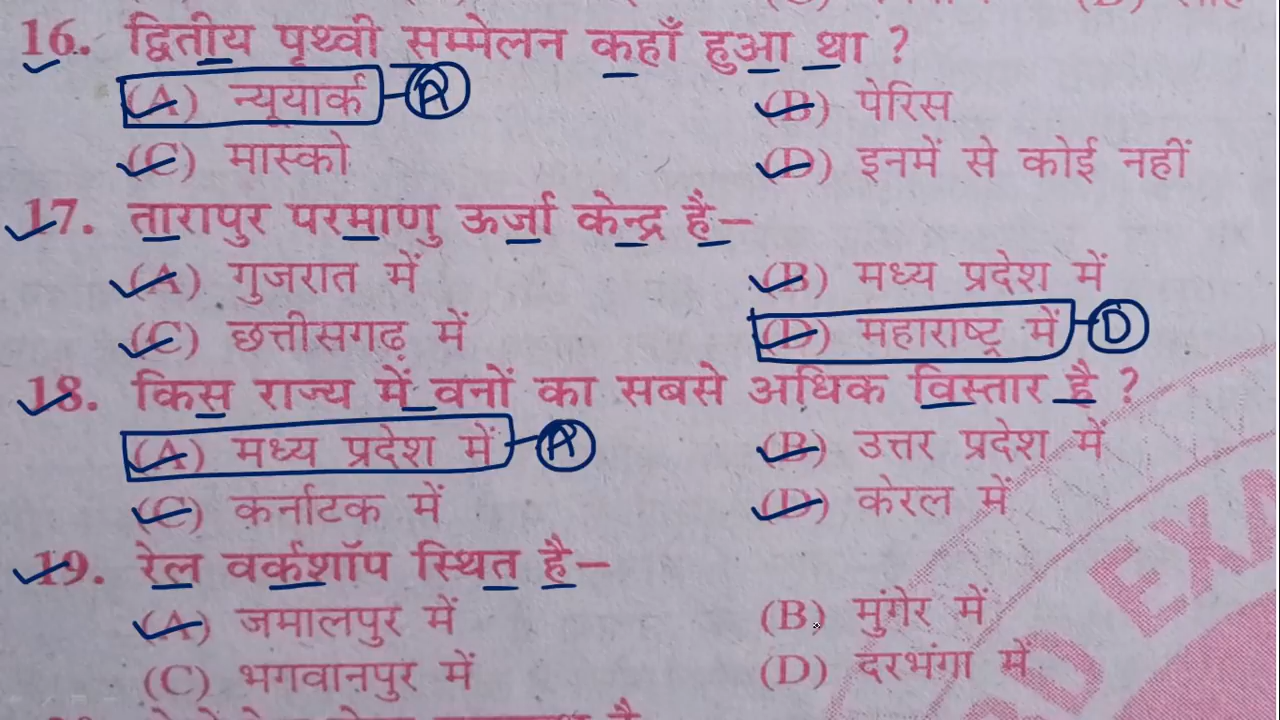 16. द्वितीय पृथ्वी सम्मेलन कहाँ हुआ था ?
(A) न्यूयार्क A (B) पेरिस
(C) मास्को (D) इनमें से कोई नहीं
17. तारापुर परमाणु ऊर्जा केन्द्र है–
(A) गुजरात में (B) मध्य प्रदेश में
(C) छत्तीसगढ़ में (D) महाराष्ट्र में D
18. किस राज्य में वनों का सबसे अधिक विस्तार है ?
(A) मध्य प्रदेश में A (B) उत्तर प्रदेश में
(C) कर्नाटक में (D) केरल में
19. रेल वर्कशॉप स्थित है–
(A) जमालपुर में (B) मुंगेर में
(C) भगवानपुर में (D) दरभंगा में